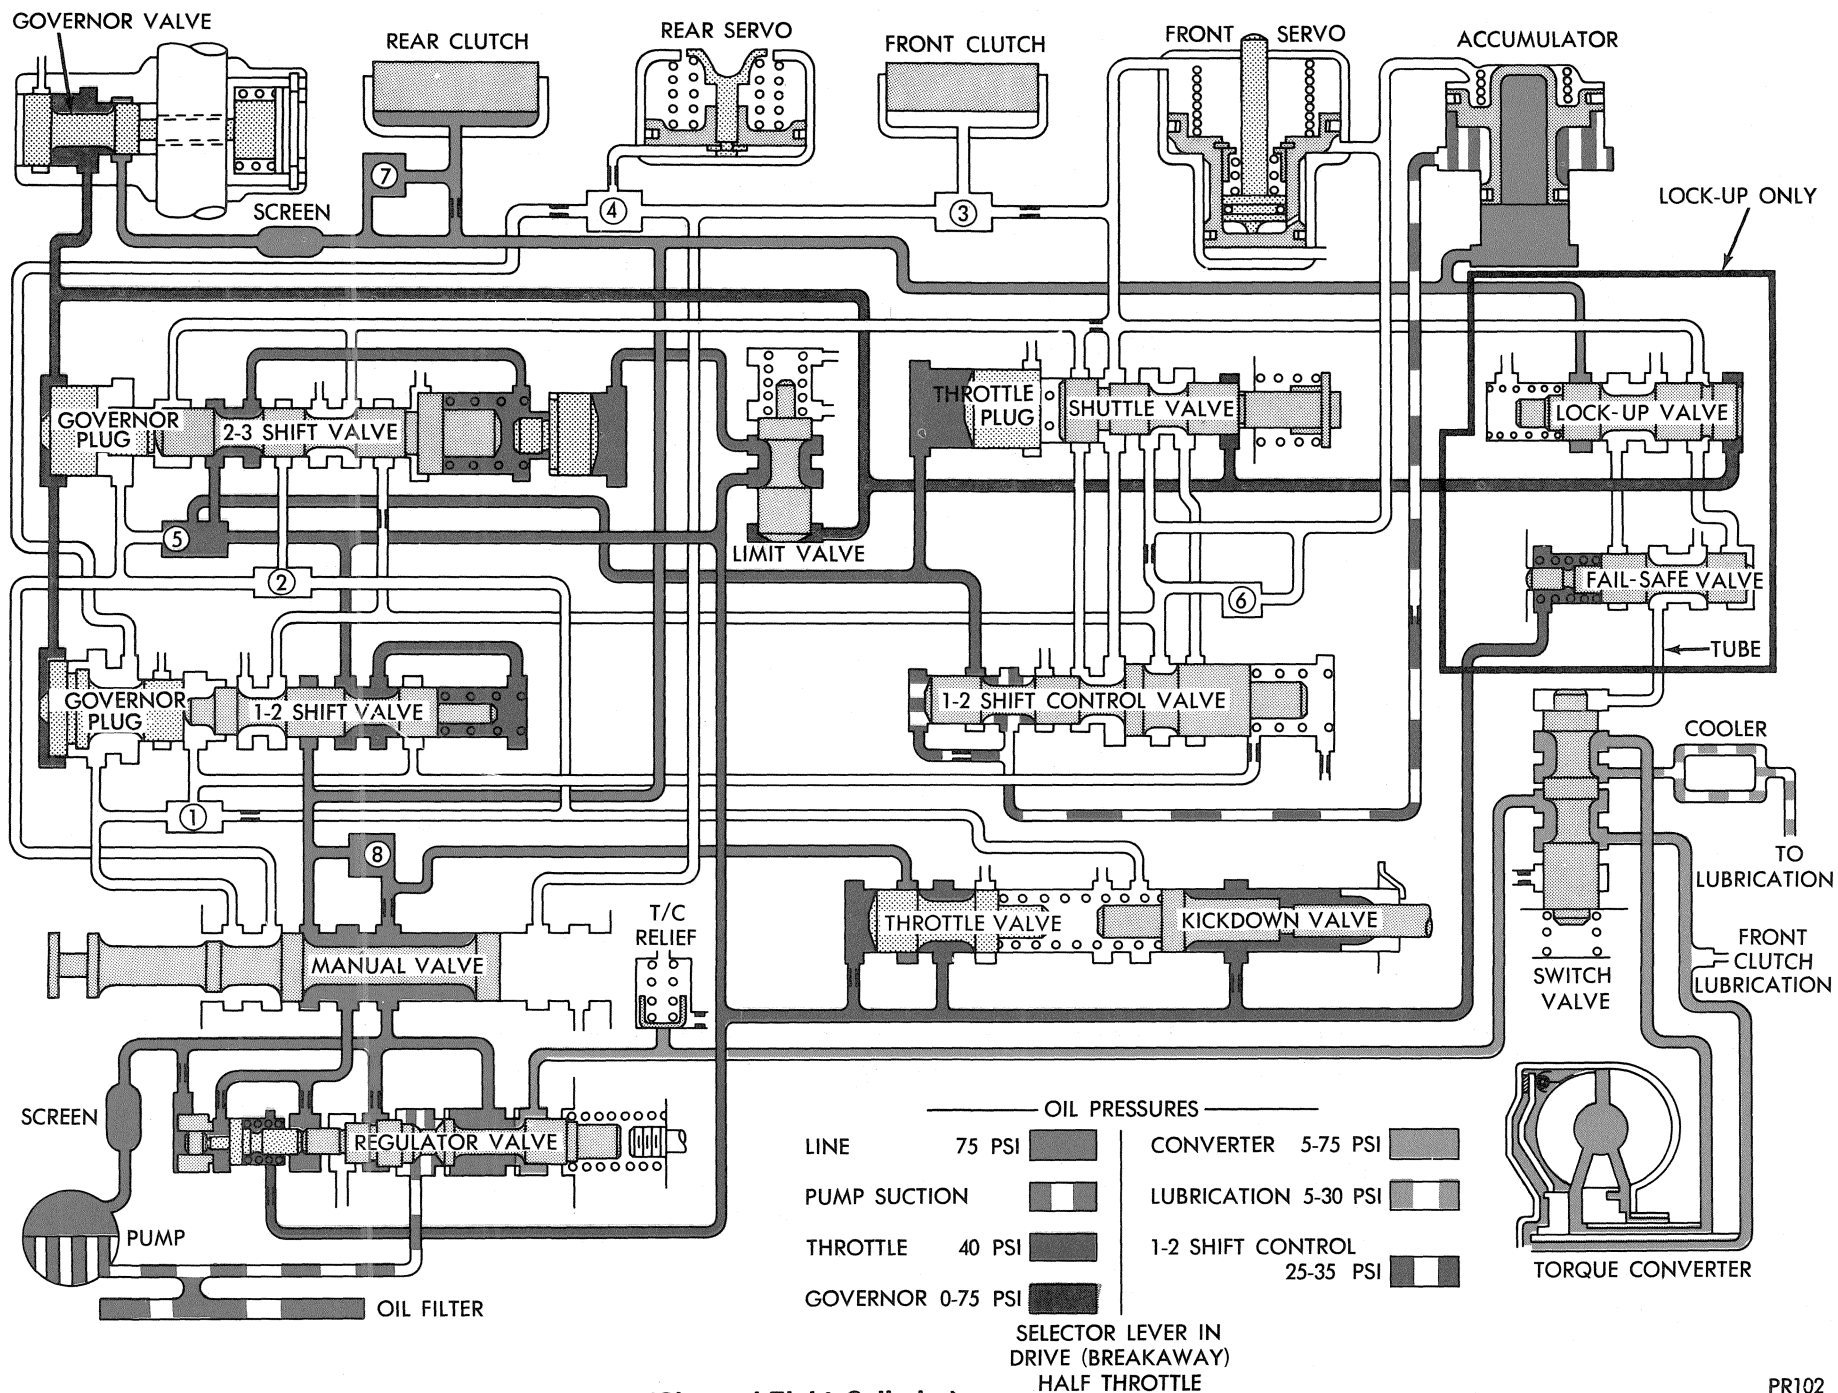 GOVERNOR VALVE
REAR CLUTCH
REAR SERVO
FRONT CLUTCH
FRONT SERVO
ACCUMULATOR
LOCK-UP ONLY
SCREEN
7
4
3
GOVERNOR
PLUG
2-3 SHIFT VALVE
THROTTLE
PLUG
SHUTTLE VALVE
LOCK-UP VALVE
5
LIMIT VALVE
2
FAIL-SAFE VALVE
6
TUBE
GOVERNOR
PLUG
1-2 SHIFT VALVE
1-2 SHIFT CONTROL VALVE
COOLER
1
8
TO
LUBRICATION
T/C
RELIEF
THROTTLE VALVE
KICKDOWN VALVE
MANUAL VALVE
FRONT
CLUTCH
LUBRICATION
SWITCH
VALVE
SCREEN
REGULATOR VALVE
PUMP
OIL FILTER
OIL PRESSURES
LINE 75 PSI
PUMP SUCTION
THROTTLE 40 PSI
GOVERNOR 0-75 PSI
CONVERTER 5-75 PSI
LUBRICATION 5-30 PSI
1-2 SHIFT CONTROL
25-35 PSI
TORQUE CONVERTER
SELECTOR LEVER IN
DRIVE (BREAKAWAY)
HALF THROTTLE
PR102